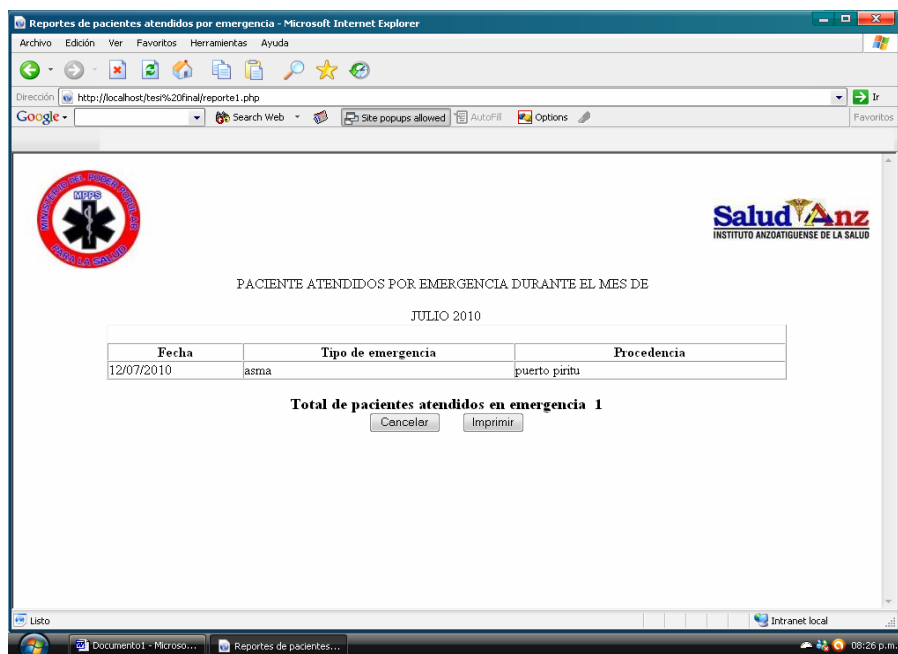 Reportes de pacientes atendidos por emergencia - Microsoft Internet Explorer
Archivo Edición Ver Favoritos Herramientas Ayuda
Dirección http://localhost/tesi%20final/reporte1.php Ir
Google Search Web Site popups allowed AutoFill Options Favoritos
MINISTERIO DEL PODER POPULAR
MPPS
PARA LA SALUD
Salud Anz
INSTITUTO ANZOATIGUENSE DE LA SALUD
PACIENTE ATENDIDOS POR EMERGENCIA DURANTE EL MES DE
JULIO 2010
Fecha Tipo de emergencia Procedencia
12/07/2010 asma puerto piritu
Total de pacientes atendidos en emergencia 1
Cancelar Imprimir
Listo Intranet local
Documento1 - Microso... Reportes de pacientes... 08:26 p.m.